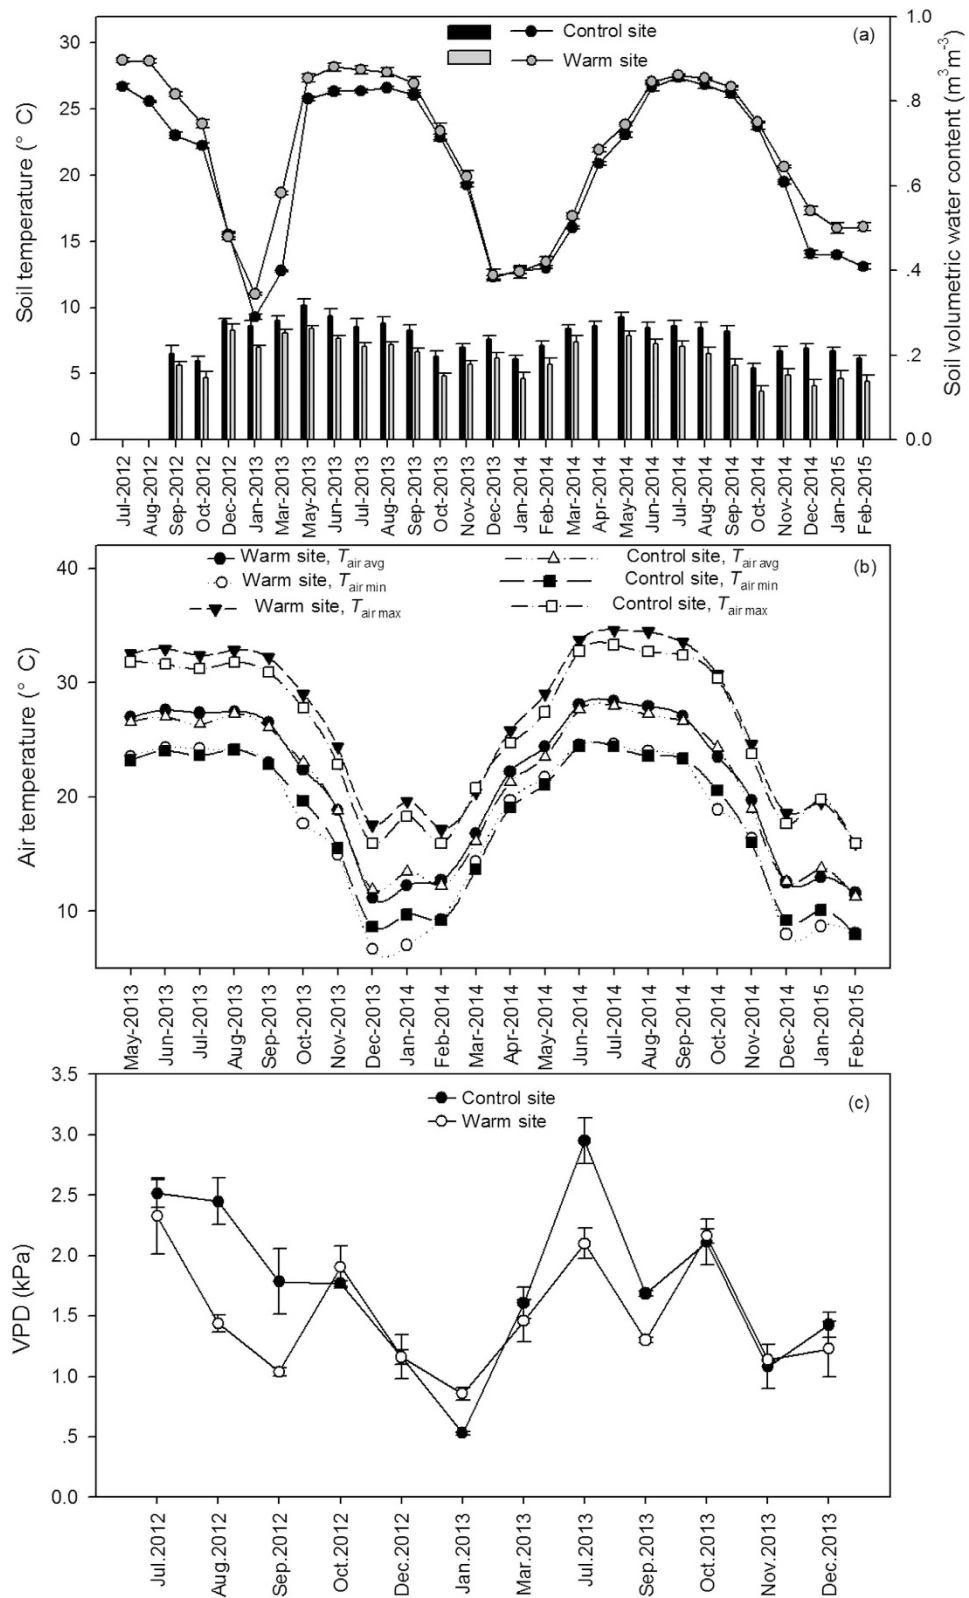 Control site
Warm site
(a)
30
25
20
15
10
5
0
Soil temperature (° C)
1.0
.8
.6
.4
.2
0.0
Soil volumetric water content (m³ m⁻³)
Jul-2012
Aug-2012
Sep-2012
Oct-2012
Dec-2012
Jan-2013
Mar-2013
May-2013
Jun-2013
Jul-2013
Aug-2013
Sep-2013
Oct-2013
Nov-2013
Dec-2013
Jan-2014
Feb-2014
Mar-2014
Apr-2014
May-2014
Jun-2014
Jul-2014
Aug-2014
Sep-2014
Oct-2014
Nov-2014
Dec-2014
Jan-2015
Feb-2015
Warm site, T air avg
Warm site, T air min
Warm site, T air max
Control site, T air avg
Control site, T air min
Control site, T air max
(b)
40
30
20
10
Air temperature (° C)
May-2013
Jun-2013
Jul-2013
Aug-2013
Sep-2013
Oct-2013
Nov-2013
Dec-2013
Jan-2014
Feb-2014
Mar-2014
Apr-2014
May-2014
Jun-2014
Jul-2014
Aug-2014
Sep-2014
Oct-2014
Nov-2014
Dec-2014
Jan-2015
Feb-2015
Control site
Warm site
(c)
3.5
3.0
2.5
2.0
1.5
1.0
.5
0.0
VPD (kPa)
Jul.2012
Aug.2012
Sep.2012
Oct.2012
Dec.2012
Jan.2013
Mar.2013
Jul.2013
Sep.2013
Oct.2013
Nov.2013
Dec.2013